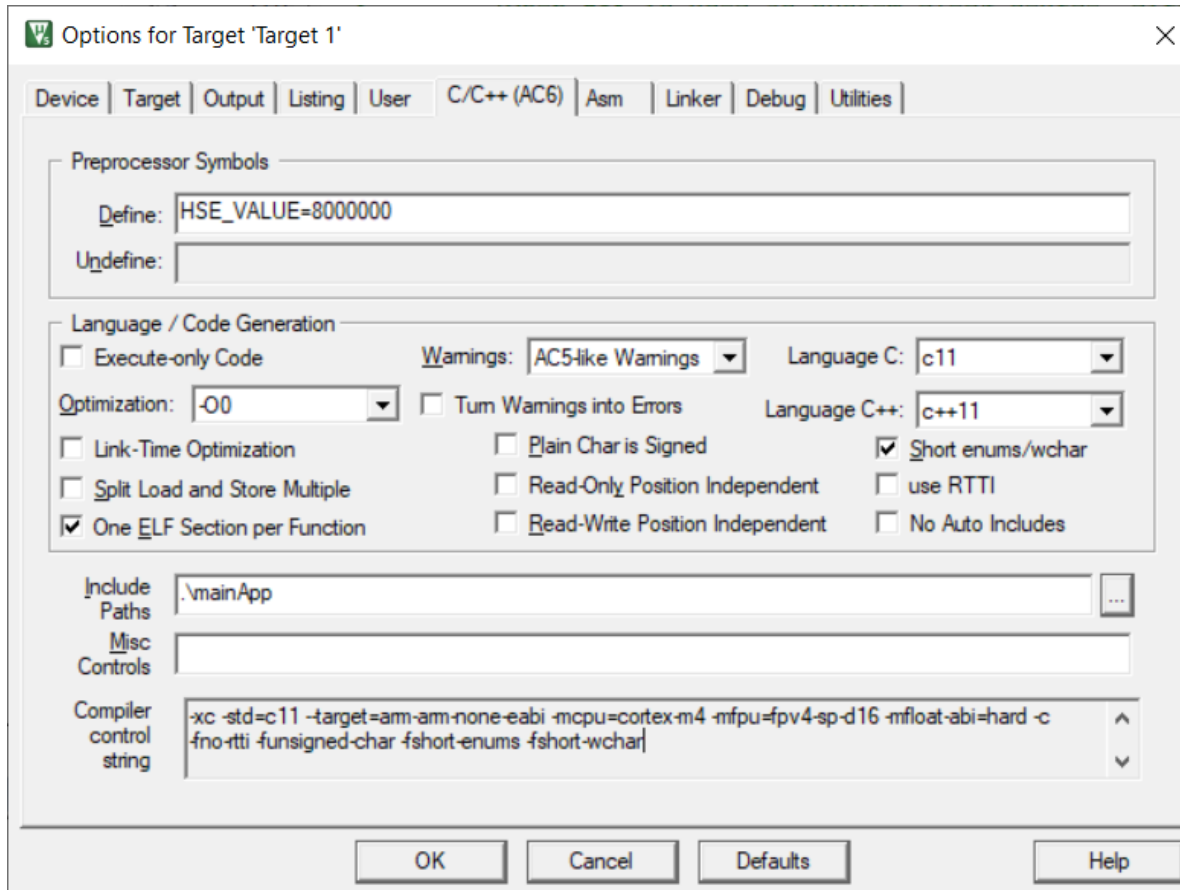 Options for Target 'Target 1'
Device Target Output Listing User C/C++ (AC6) Asm Linker Debug Utilities
Preprocessor Symbols
Define: HSE_VALUE=8000000
Undefine:
Language / Code Generation
Execute-only Code Warnings: AC5-like Warnings Language C: c11
Optimization: -O0 Turn Warnings into Errors Language C++: c++11
Link-Time Optimization Plain Char is Signed Short enums/wchar
Split Load and Store Multiple Read-Only Position Independent use RTTI
One ELF Section per Function Read-Write Position Independent No Auto Includes
Include
Paths .\mainApp ...
Misc
Controls
Compiler
control
string
-xc -std=c11 --target=arm-arm-none-eabi -mcpu=cortex-m4 -mfpu=fpv4-sp-d16 -mfloat-abi=hard -c
-fno-rtti -funsigned-char -fshort-enums -fshort-wchar
OK Cancel Defaults Help